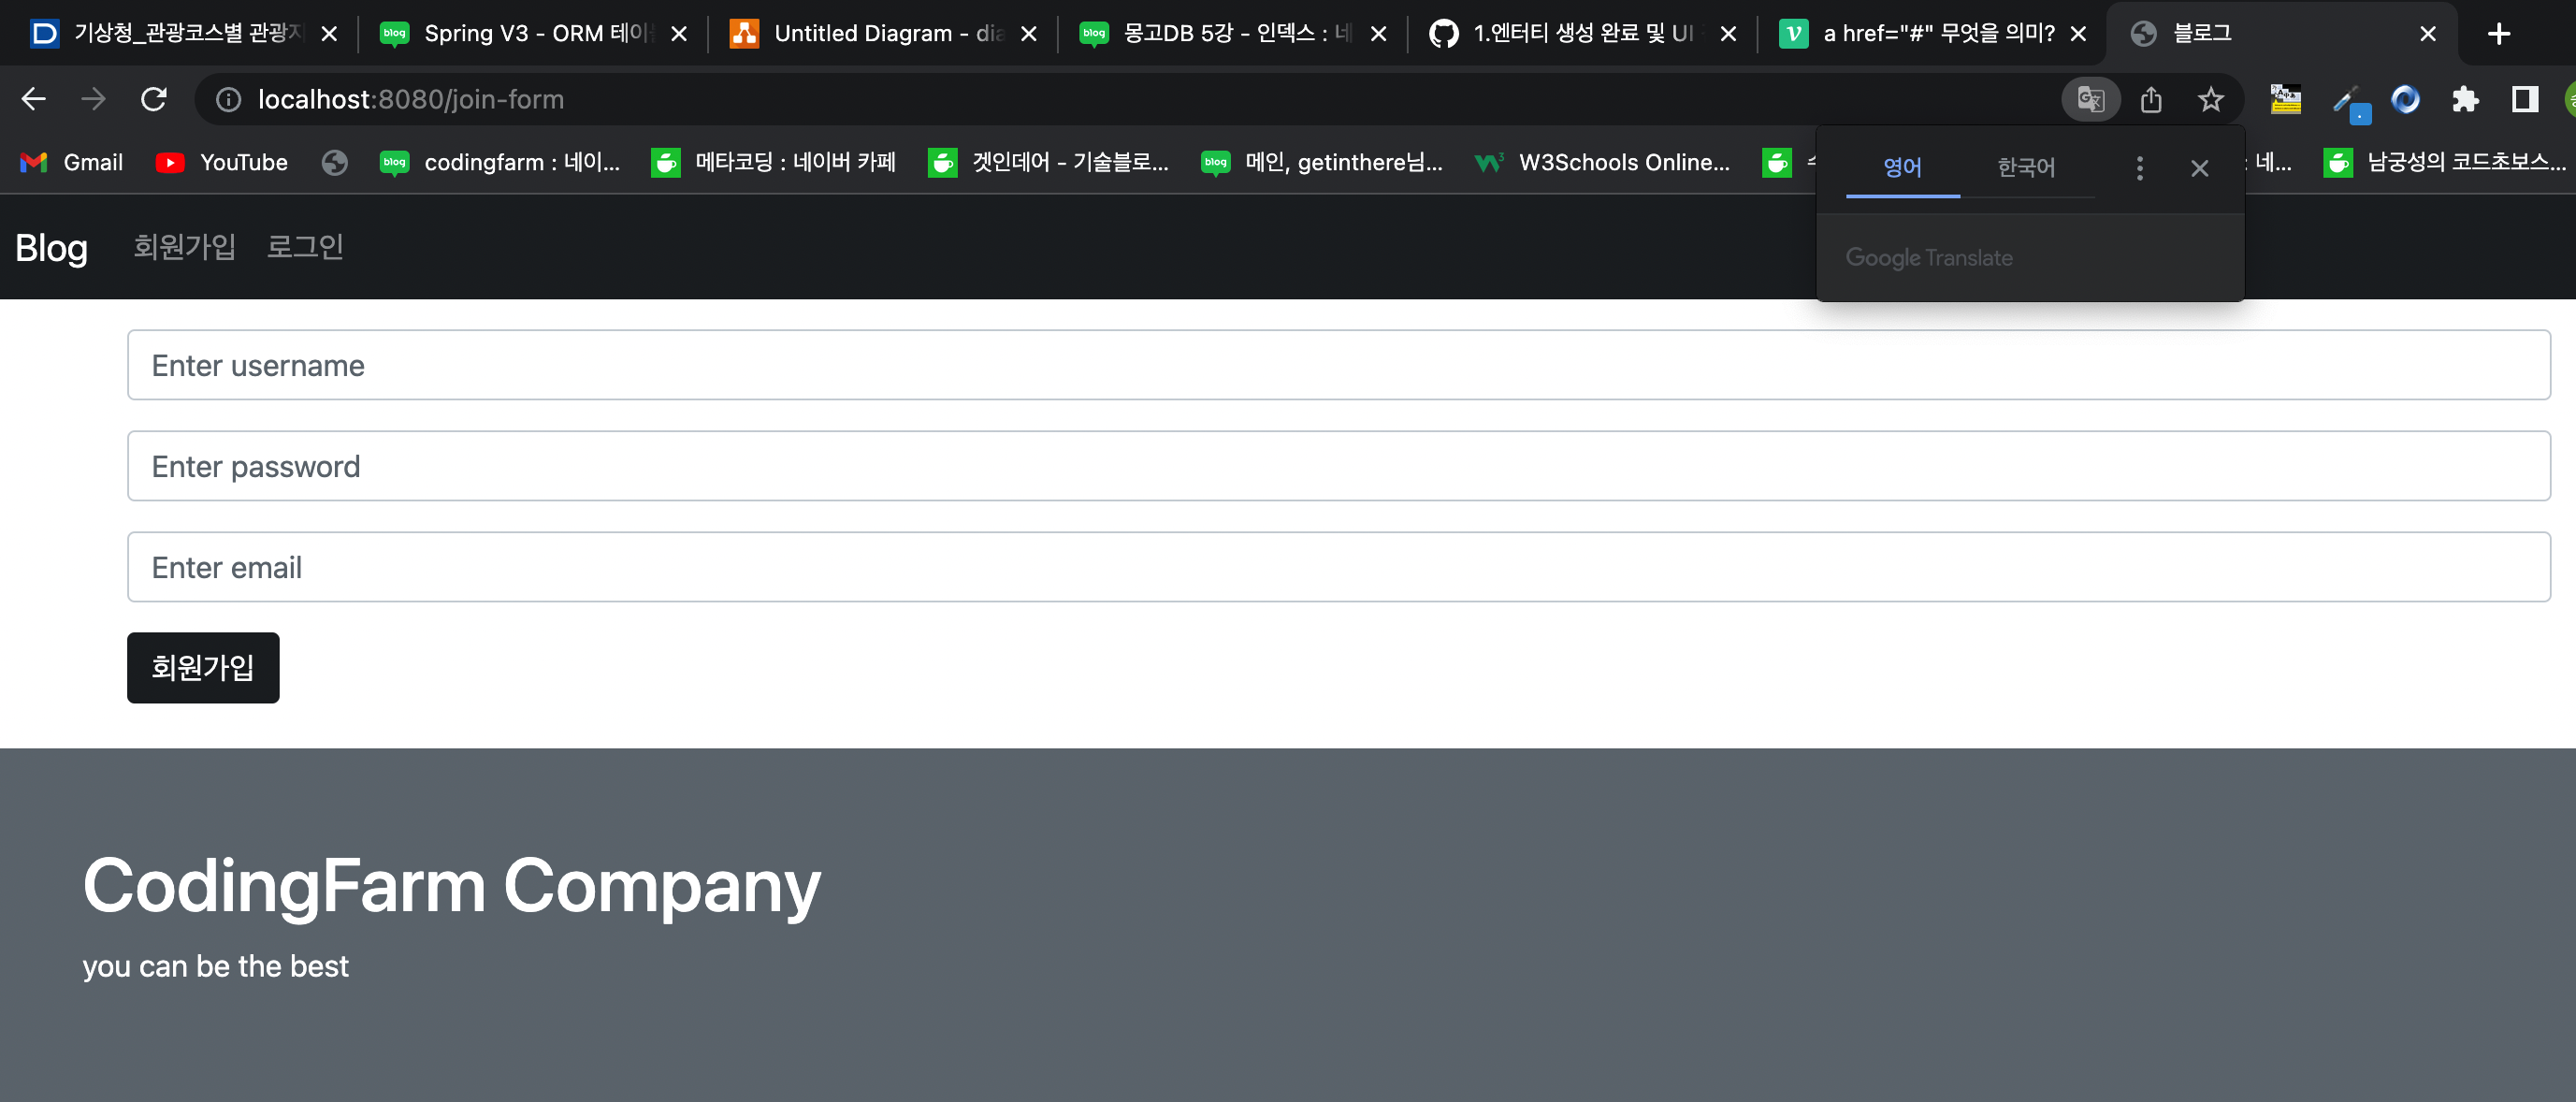 기상청_관광코스별 관광지
Spring V3 - ORM 테이
Untitled Diagram - dia
몽고DB 5강 - 인덱스 : 네
1.엔터티 생성 완료 및 UI
a href="#" 무엇을 의미?
블로그
localhost:8080/join-form
Gmail
YouTube
blog codingfarm : 네이...
메타코딩 : 네이버 카페
겟인데어 - 기술블로...
blog 메인, getinthere님...
W3Schools Online...
: 네...
남궁성의 코드초보스...
영어
한국어
Google Translate
Blog
회원가입
로그인
Enter username
Enter password
Enter email
회원가입
CodingFarm Company
you can be the best